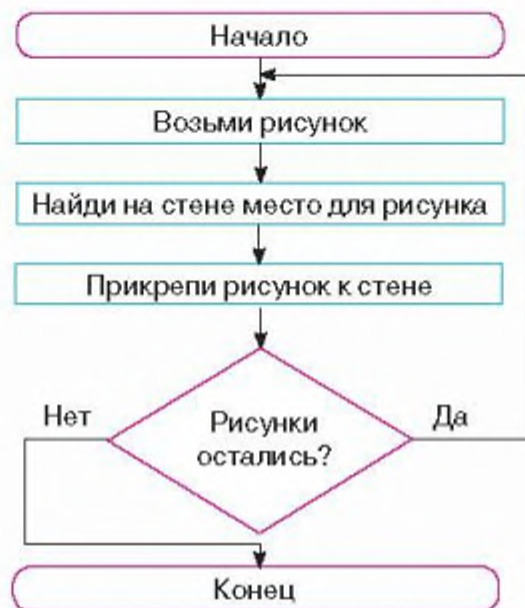 Начало
Возьми рисунок
Найди на стене место для рисунка
Прикрепи рисунок к стене
Нет
Рисунки
остались?
Да
Конец